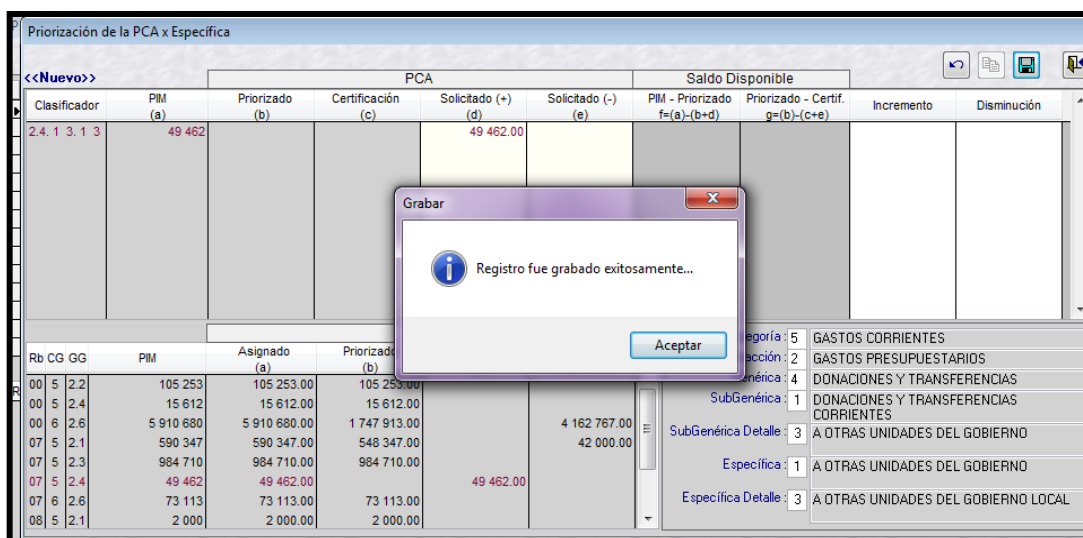 Priorización de la PCA x Específica
<<Nuevo>> PCA Saldo Disponible
Clasificador PIM (a) Priorizado (b) Certificación (c) Solicitado (+) (d) Solicitado (-) (e) PIM - Priorizado f=(a)-(b+d) Priorizado - Certif. g=(b)-(c+e) Incremento Disminución
2.4. 1 3. 1 3 49 462 49 462.00
Grabar
Registro fue grabado exitosamente...
Aceptar
Rb CG GG PIM Asignado (a) Priorizado (b)
00 5 2.2 105 253 105 253.00 105 253.00
00 5 2.4 15 612 15 612.00 15 612.00
00 6 2.6 5 910 680 5 910 680.00 1 747 913.00 4 162 767.00
07 5 2.1 590 347 590 347.00 548 347.00 42 000.00
07 5 2.3 984 710 984 710.00 984 710.00
07 5 2.4 49 462 49 462.00 49 462.00
07 6 2.6 73 113 73 113.00 73 113.00
08 5 2.1 2 000 2 000.00 2 000.00
egoría : 5 GASTOS CORRIENTES
acción : 2 GASTOS PRESUPUESTARIOS
enérica : 4 DONACIONES Y TRANSFERENCIAS
SubGenérica : 1 DONACIONES Y TRANSFERENCIAS
CORRIENTES
SubGenérica Detalle : 3 A OTRAS UNIDADES DEL GOBIERNO
Específica : 1 A OTRAS UNIDADES DEL GOBIERNO
Específica Detalle : 3 A OTRAS UNIDADES DEL GOBIERNO LOCAL